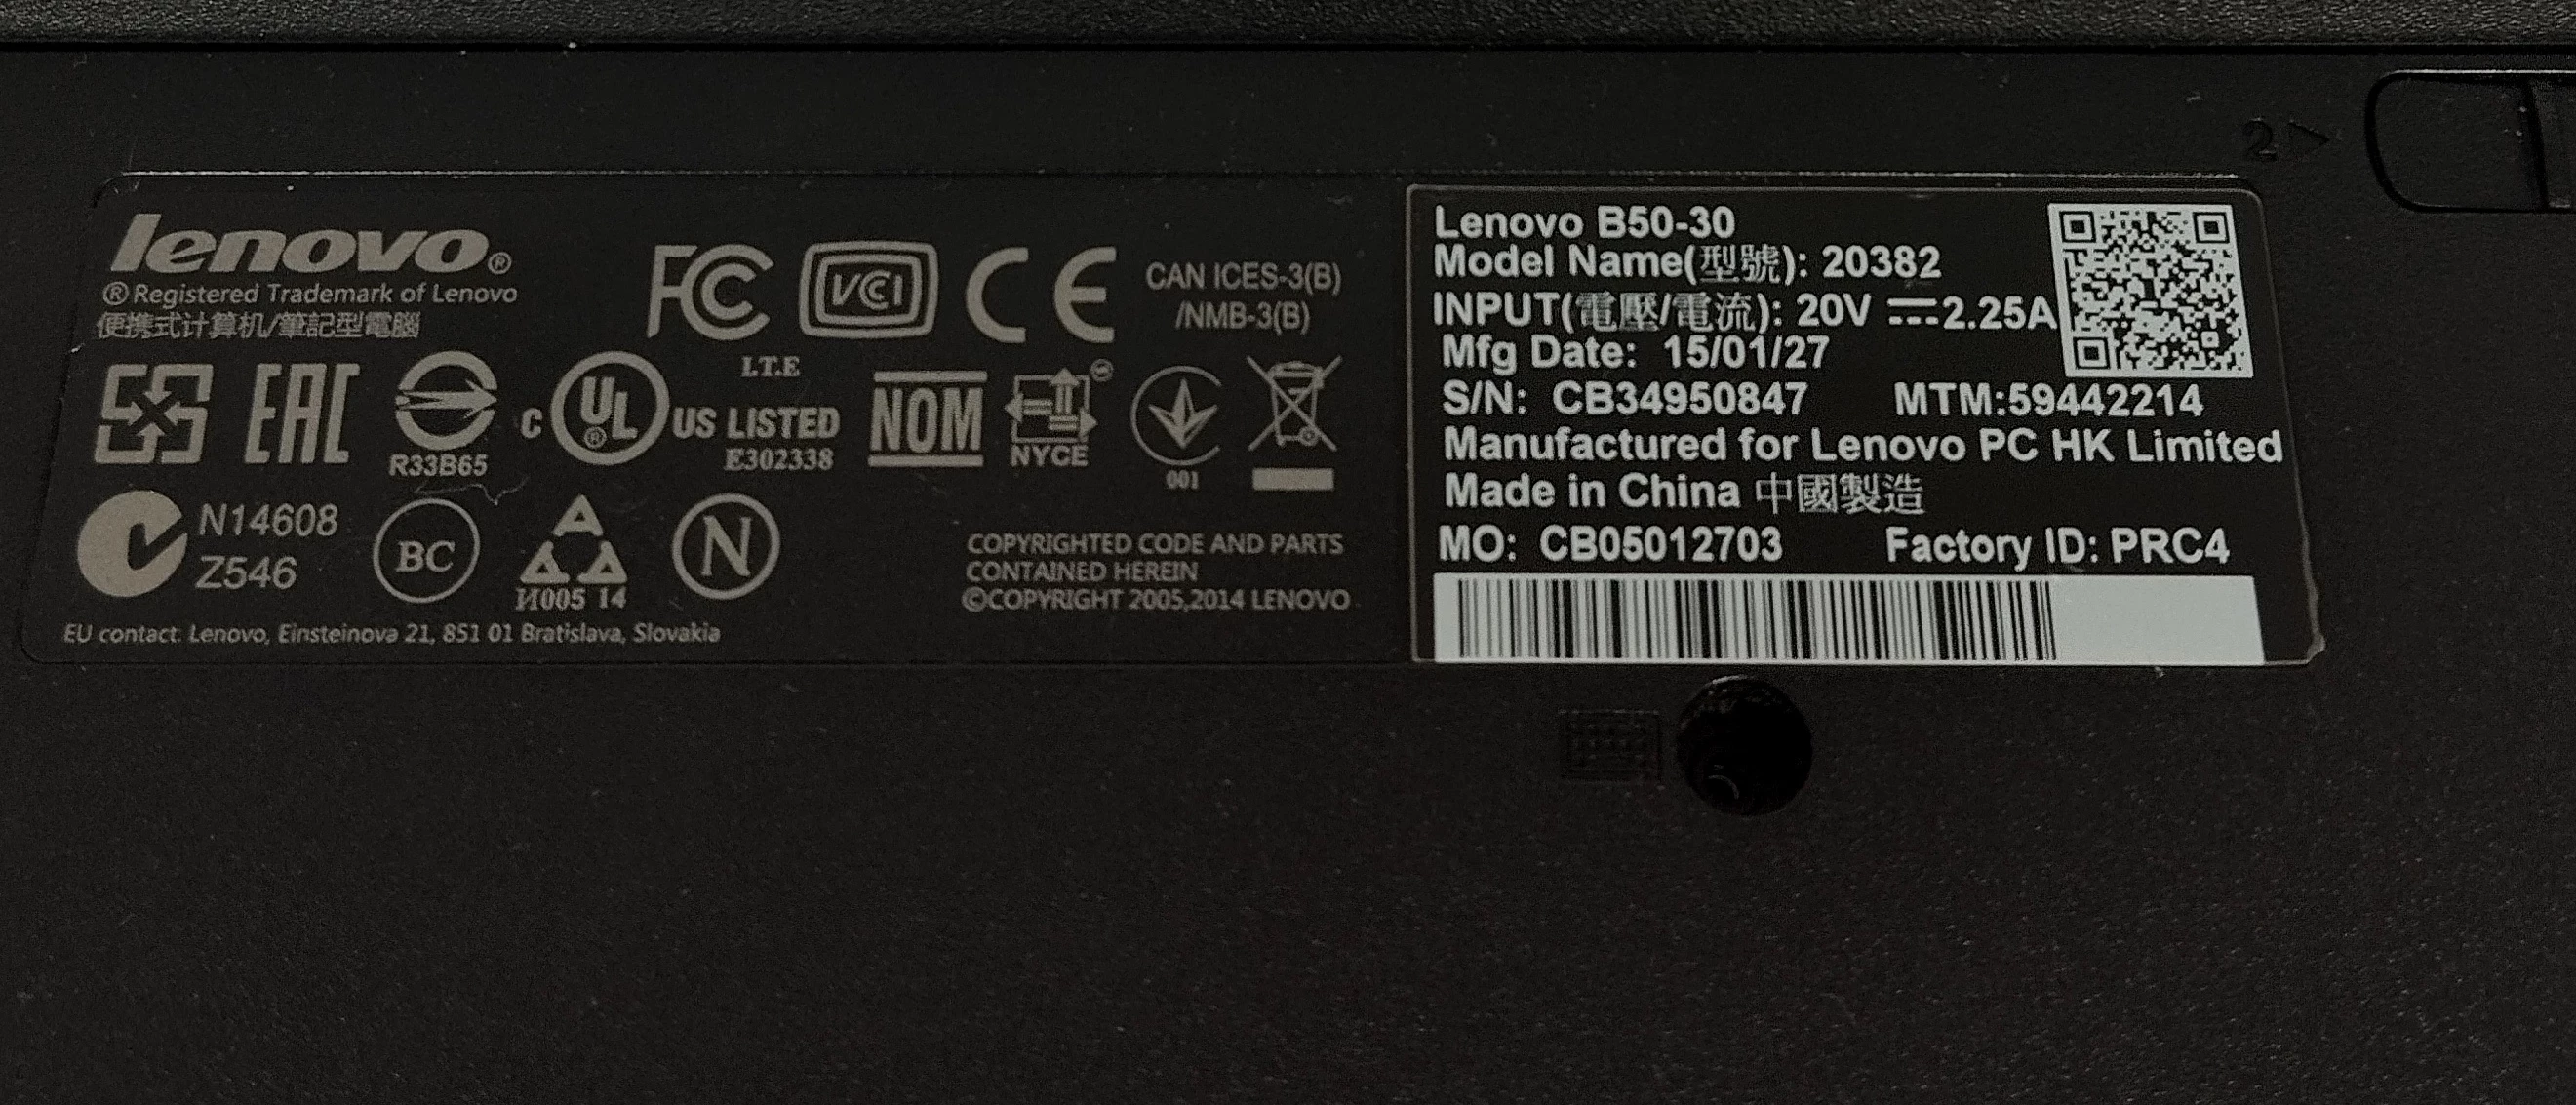 lenovo®
®Registered Trademark of Lenovo
便携式计算机/筆記型電腦
FC
VCI
CE
CAN ICES-3(B)
/NMB-3(B)
EAC
R33B65
C UL® US LISTED
I.T.E
E302338
NOM
NYCE
001
N14608
Z546
BC
И005 14
N
COPYRIGHTED CODE AND PARTS
CONTAINED HEREIN
©COPYRIGHT 2005,2014 LENOVO
EU contact: Lenovo, Einsteinova 21, 851 01 Bratislava, Slovakia
Lenovo B50-30
Model Name(型號): 20382
INPUT(電壓/電流): 20V ⎓2.25A
Mfg Date: 15/01/27
S/N: CB34950847 MTM:59442214
Manufactured for Lenovo PC HK Limited
Made in China 中國製造
MO: CB05012703 Factory ID: PRC4
2